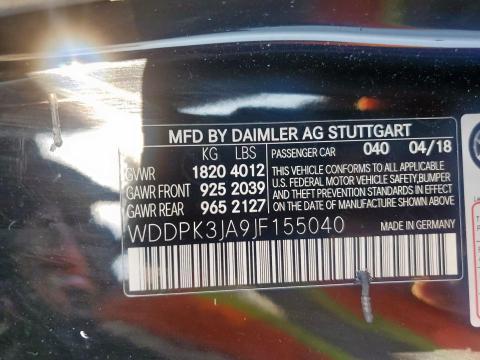 MFD BY DAIMLER AG STUTTGART
KG LBS PASSENGER CAR 040 04/18
GVWR 1820 4012
GAWR FRONT 925 2039
GAWR REAR 965 2127
THIS VEHICLE CONFORMS TO ALL APPLICABLE
U.S. FEDERAL MOTOR VEHICLE SAFETY,BUMPER
AND THEFT PREVENTION STANDARDS IN EFFECT
ON THE DATE OF MANUFACTURE SHOWN ABOVE
WDDPK3JA9JF155040 MADE IN GERMANY